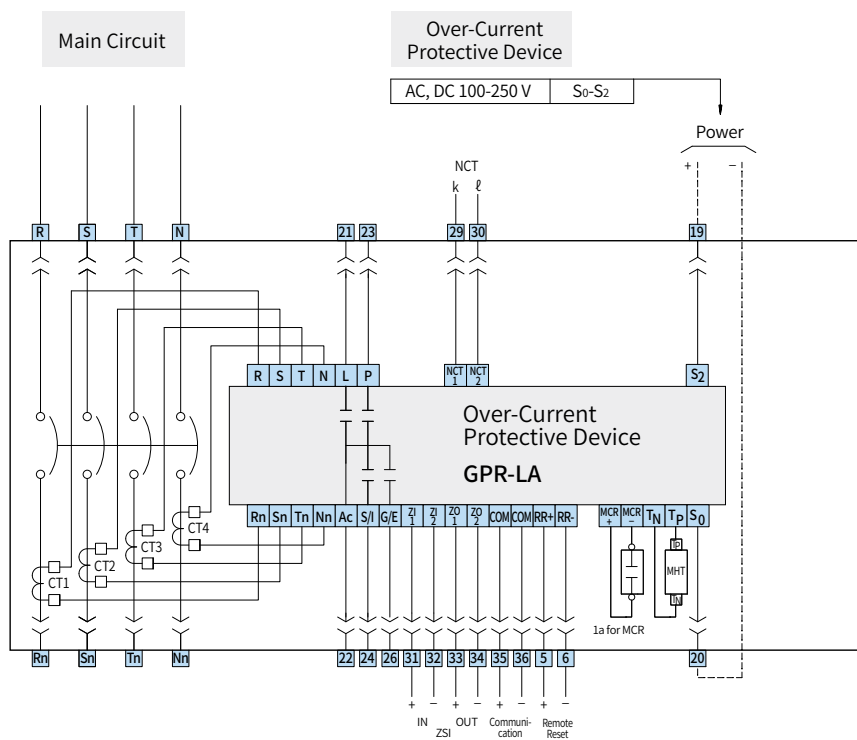 Main Circuit
Over-Current
Protective Device
AC, DC 100-250 V S0-S2
Power
+ −
NCT
k ℓ
R S T N 21 23 29 30 19
R S T N L P NCT 1 NCT 2 S2
Over-Current
Protective Device
GPR-LA
Rn Sn Tn Nn Ac S/I G/E ZI 1 ZI 2 ZO 1 ZO 2 COM COM RR+ RR- MCR + MCR − TN TP S0
CT4
CT3
CT2
CT1
TP
MHT
TN
1a for MCR
Rn Sn Tn Nn 22 24 26 31 32 33 34 35 36 5 6 20
+ − + − + − + −
IN OUT
ZSI
Communi-
cation
Remote
Reset